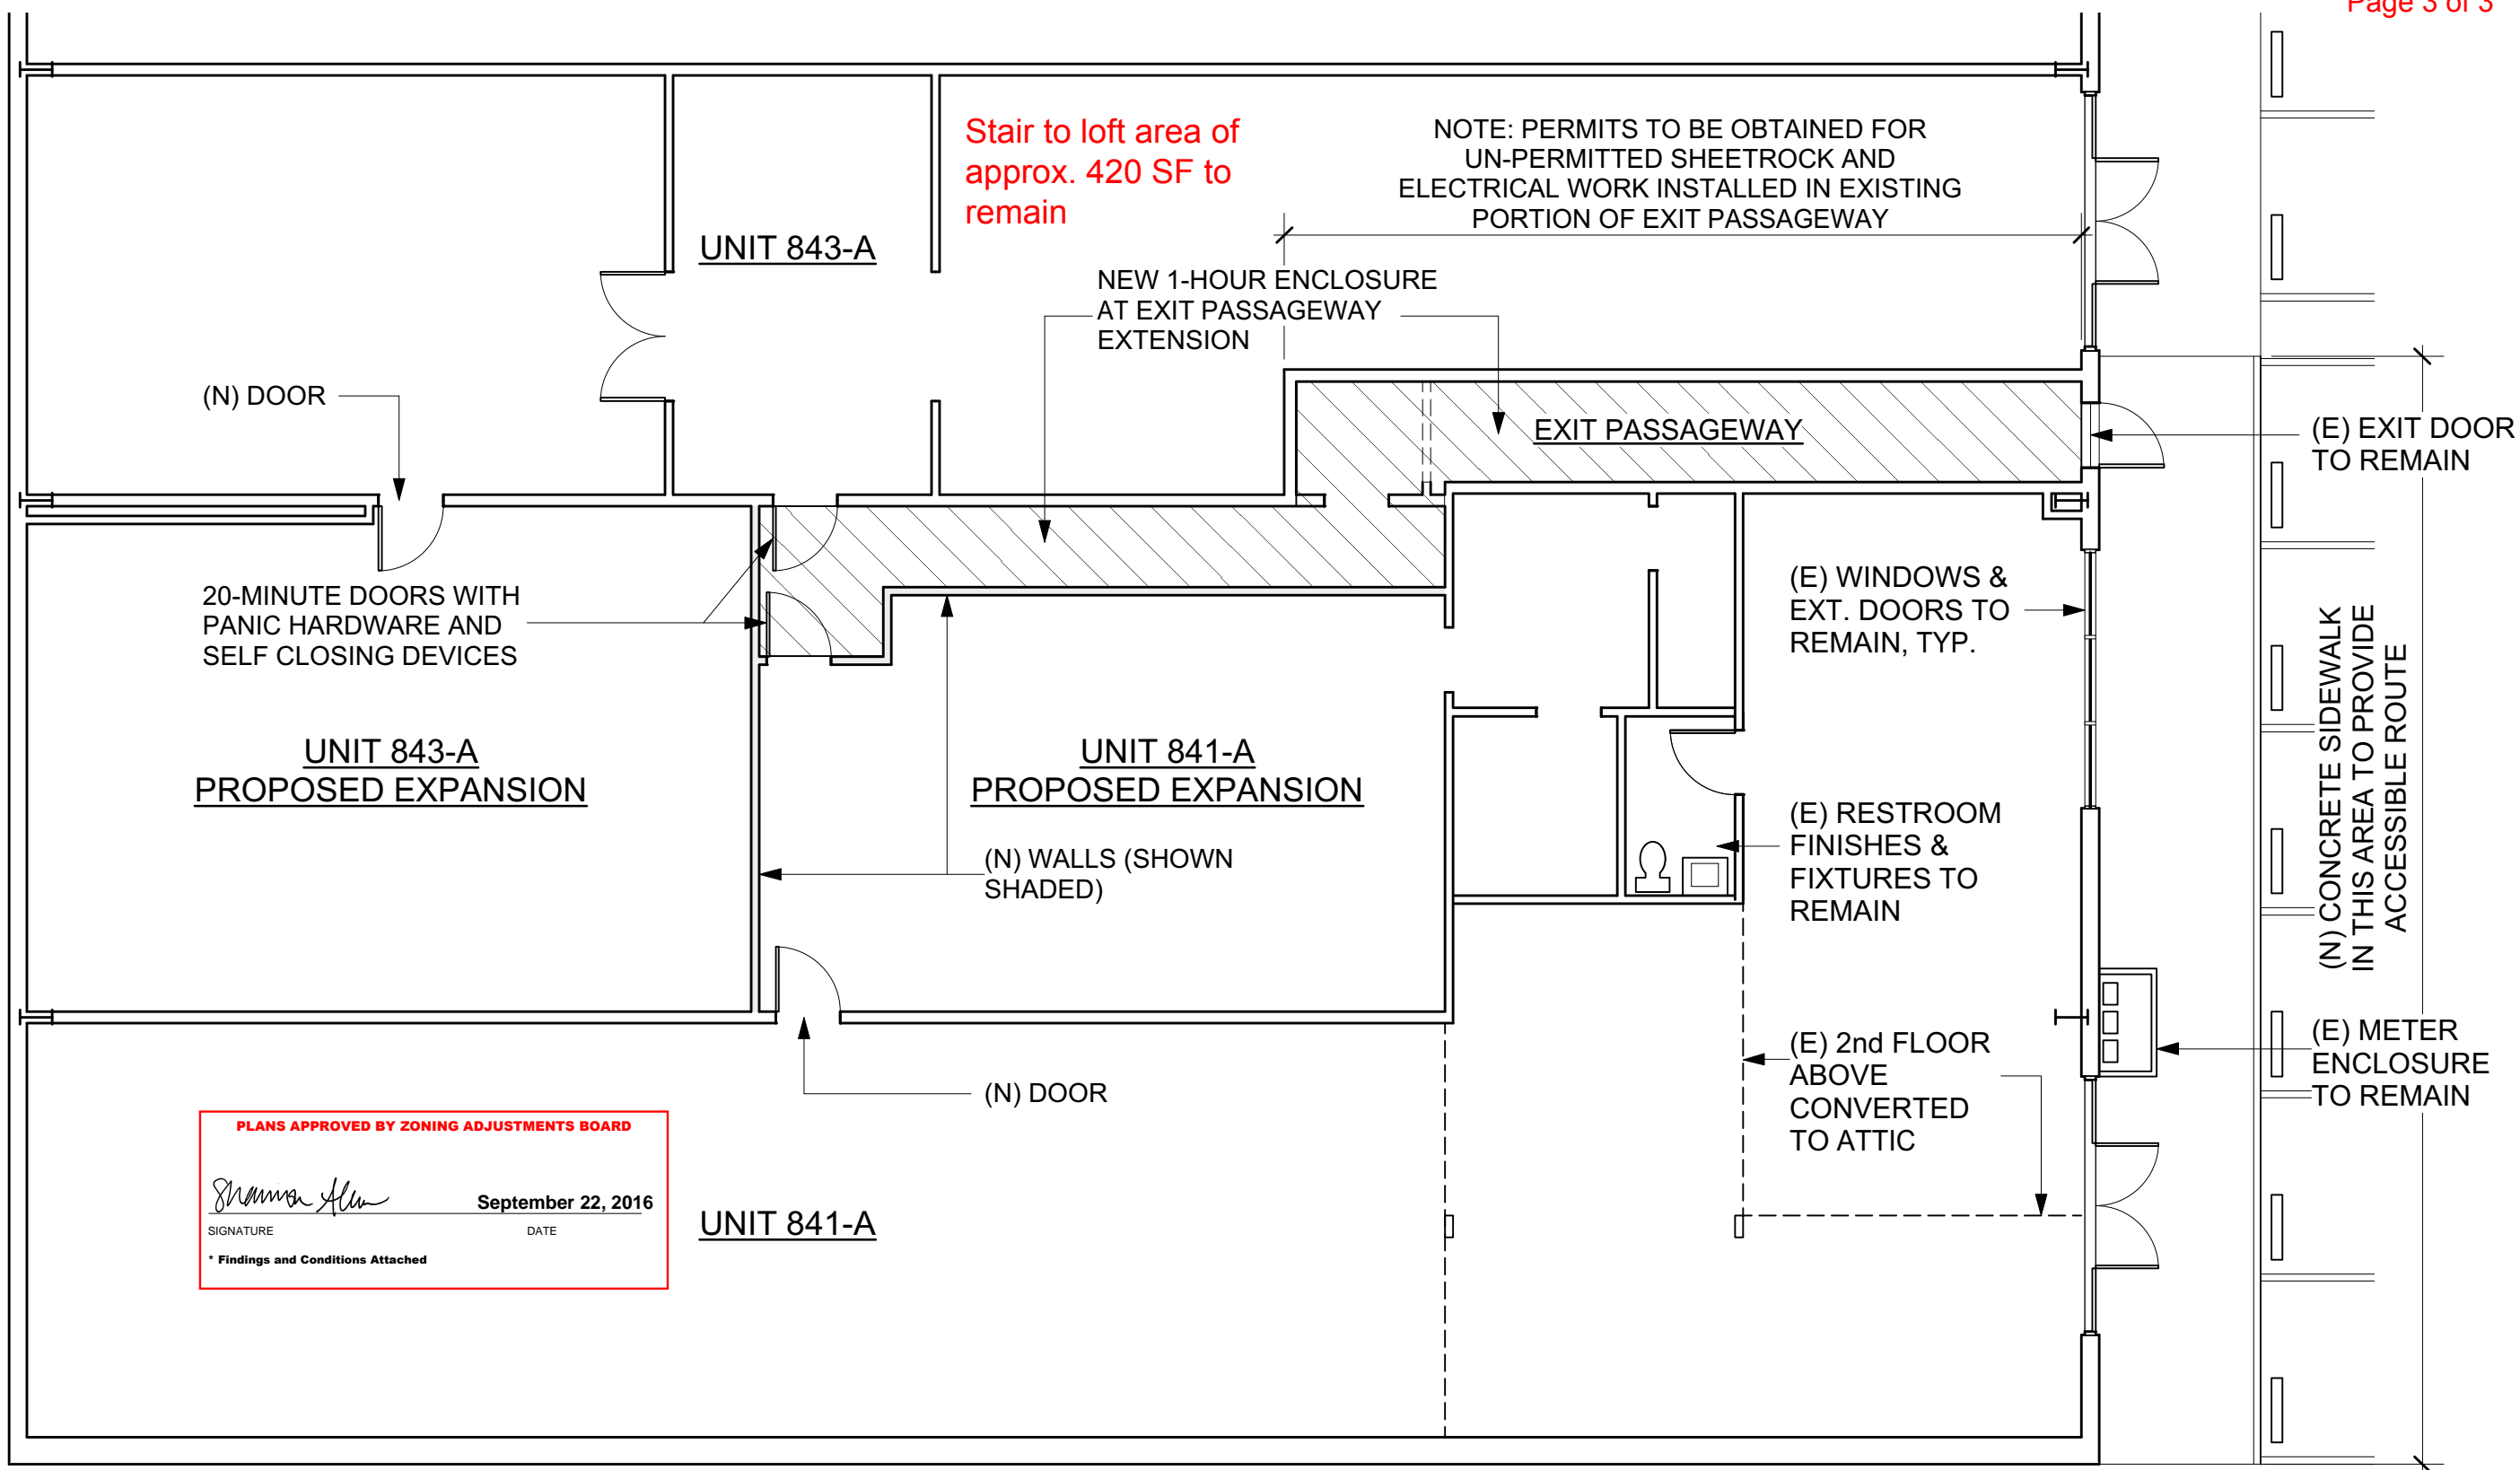 Page 3 of 3
Stair to loft area of
approx. 420 SF to
remain
NOTE: PERMITS TO BE OBTAINED FOR
UN-PERMITTED SHEETROCK AND
ELECTRICAL WORK INSTALLED IN EXISTING
PORTION OF EXIT PASSAGEWAY
UNIT 843-A
NEW 1-HOUR ENCLOSURE
AT EXIT PASSAGEWAY
EXTENSION
(N) DOOR
EXIT PASSAGEWAY
(E) EXIT DOOR
TO REMAIN
20-MINUTE DOORS WITH
PANIC HARDWARE AND
SELF CLOSING DEVICES
(E) WINDOWS &
EXT. DOORS TO
REMAIN, TYP.
(N) CONCRETE SIDEWALK
IN THIS AREA TO PROVIDE
ACCESSIBLE ROUTE
UNIT 843-A
PROPOSED EXPANSION
UNIT 841-A
PROPOSED EXPANSION
(N) WALLS (SHOWN
SHADED)
(E) RESTROOM
FINISHES &
FIXTURES TO
REMAIN
(E) 2nd FLOOR
ABOVE
CONVERTED
TO ATTIC
(E) METER
ENCLOSURE
TO REMAIN
(N) DOOR
PLANS APPROVED BY ZONING ADJUSTMENTS BOARD
September 22, 2016
SIGNATURE DATE
* Findings and Conditions Attached
UNIT 841-A